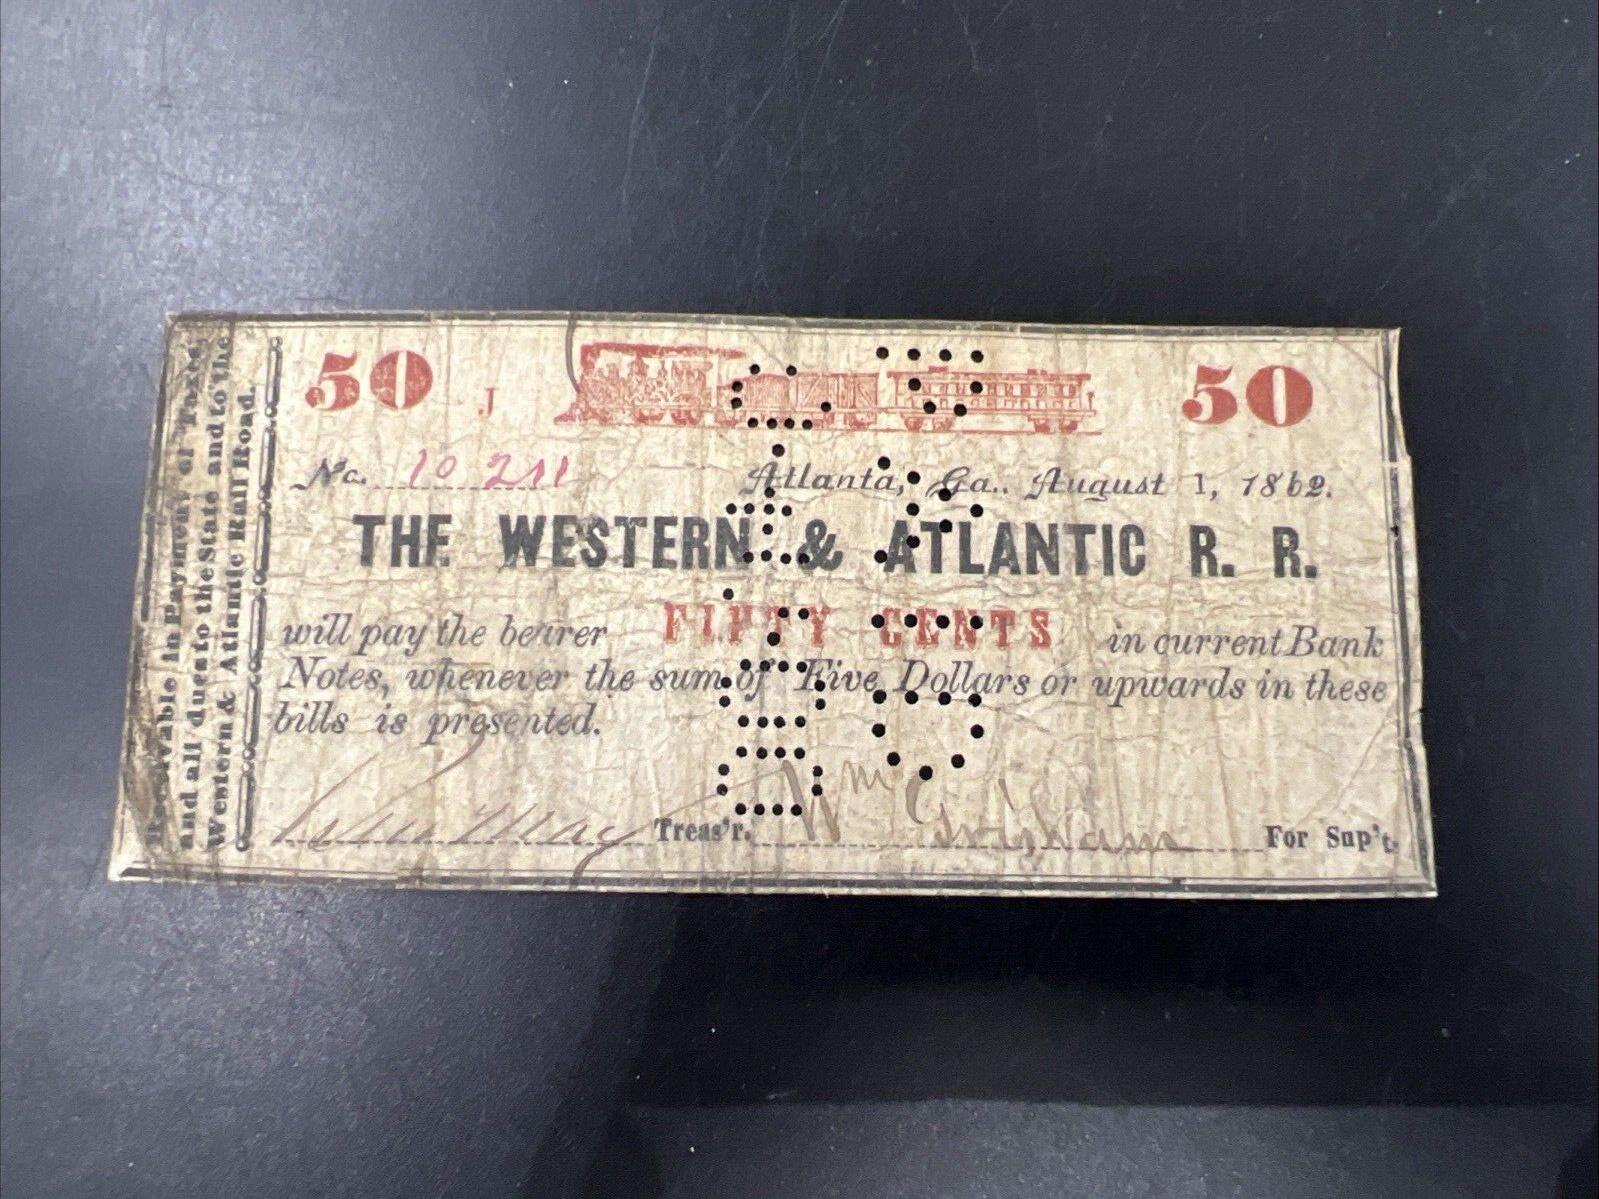 50 J 50
No. 10 211 Atlanta, Ga., August 1, 1862.
THE WESTERN & ATLANTIC R. R.
will pay the bearer FIFTY CENTS in current Bank
Notes, whenever the sum of Five Dollars or upwards in these
bills is presented.
May Treas'r. Wm Grisham For Sup't.
Receivable in Payment of Taxes,
and all dues to the State and to the
Western & Atlantic Rail Road.